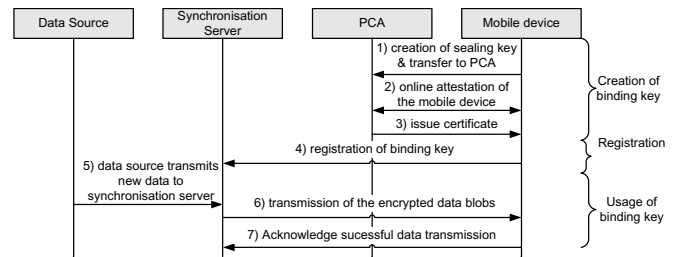 Data Source
Synchronisation
Server
PCA
Mobile device
1) creation of sealing key
& transfer to PCA
2) online attestation of
the mobile device
3) issue certificate
Creation of
binding key
4) registration of binding key
Registration
5) data source transmits
new data to
synchronisation server
6) transmission of the encrypted data blobs
7) Acknowledge sucessful data transmission
Usage of
binding key